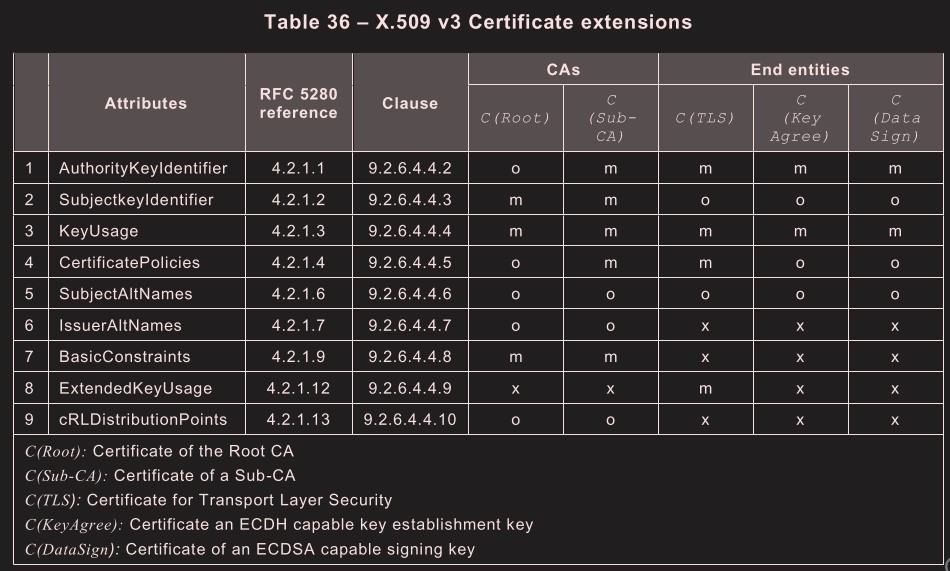 Table 36 – X.509 v3 Certificate extensions
Attributes RFC 5280 reference Clause CAs End entities
C(Root) C (Sub-CA) C(TLS) C (Key Agree) C (Data Sign)
1 AuthorityKeyIdentifier 4.2.1.1 9.2.6.4.4.2 o m m m m
2 SubjectkeyIdentifier 4.2.1.2 9.2.6.4.4.3 m m o o o
3 KeyUsage 4.2.1.3 9.2.6.4.4.4 m m m m m
4 CertificatePolicies 4.2.1.4 9.2.6.4.4.5 o m m o o
5 SubjectAltNames 4.2.1.6 9.2.6.4.4.6 o o o o o
6 IssuerAltNames 4.2.1.7 9.2.6.4.4.7 o o x x x
7 BasicConstraints 4.2.1.9 9.2.6.4.4.8 m m x x x
8 ExtendedKeyUsage 4.2.1.12 9.2.6.4.4.9 x x m x x
9 cRLDistributionPoints 4.2.1.13 9.2.6.4.4.10 o o x x x
C(Root): Certificate of the Root CA
C(Sub-CA): Certificate of a Sub-CA
C(TLS): Certificate for Transport Layer Security
C(KeyAgree): Certificate an ECDH capable key establishment key
C(DataSign): Certificate of an ECDSA capable signing key